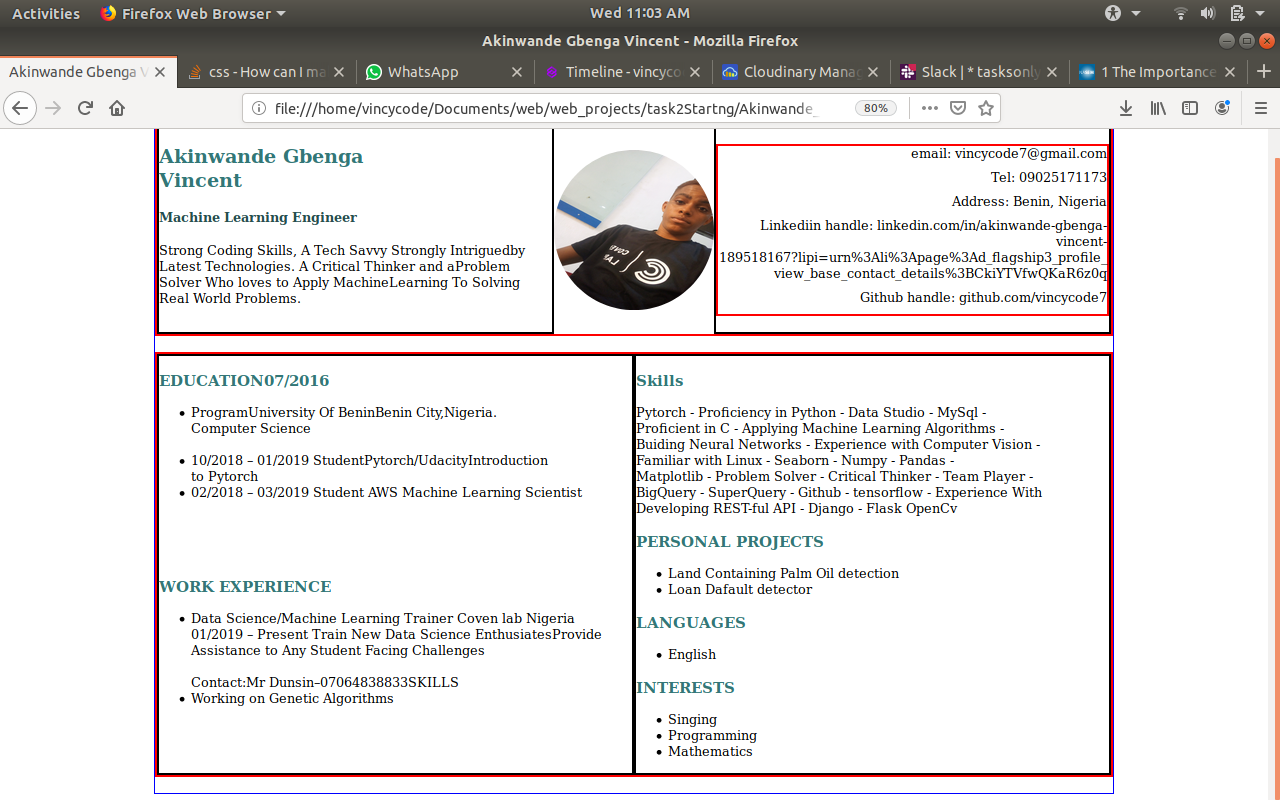 Activities
Firefox Web Browser
Wed 11:03 AM
Akinwande Gbenga Vincent - Mozilla Firefox
Akinwande Gbenga V
css - How can I ma
WhatsApp
Timeline - vincyco
Cloudinary Manag
Slack | * tasksonly
1 The Importance
file:///home/vincycode/Documents/web/web_projects/task2Startng/Akinwande_
80%
Akinwande Gbenga
Vincent
Machine Learning Engineer
Strong Coding Skills, A Tech Savvy Strongly Intriguedby
Latest Technologies. A Critical Thinker and aProblem
Solver Who loves to Apply MachineLearning To Solving
Real World Problems.
email: vincycode7@gmail.com
Tel: 09025171173
Address: Benin, Nigeria
Linkediin handle: linkedin.com/in/akinwande-gbenga-
vincent-
189518167?lipi=urn%3Ali%3Apage%3Ad_flagship3_profile_
view_base_contact_details%3BCkiYTVfwQKaR6z0q
Github handle: github.com/vincycode7
EDUCATION07/2016
ProgramUniversity Of BeninBenin City,Nigeria.
Computer Science
10/2018 – 01/2019 StudentPytorch/UdacityIntroduction
to Pytorch
02/2018 – 03/2019 Student AWS Machine Learning Scientist
WORK EXPERIENCE
Data Science/Machine Learning Trainer Coven lab Nigeria
01/2019 – Present Train New Data Science EnthusiatesProvide
Assistance to Any Student Facing Challenges
Contact:Mr Dunsin–07064838833SKILLS
Working on Genetic Algorithms
Skills
Pytorch - Proficiency in Python - Data Studio - MySql -
Proficient in C - Applying Machine Learning Algorithms -
Buiding Neural Networks - Experience with Computer Vision -
Familiar with Linux - Seaborn - Numpy - Pandas -
Matplotlib - Problem Solver - Critical Thinker - Team Player -
BigQuery - SuperQuery - Github - tensorflow - Experience With
Developing REST-ful API - Django - Flask OpenCv
PERSONAL PROJECTS
Land Containing Palm Oil detection
Loan Dafault detector
LANGUAGES
English
INTERESTS
Singing
Programming
Mathematics